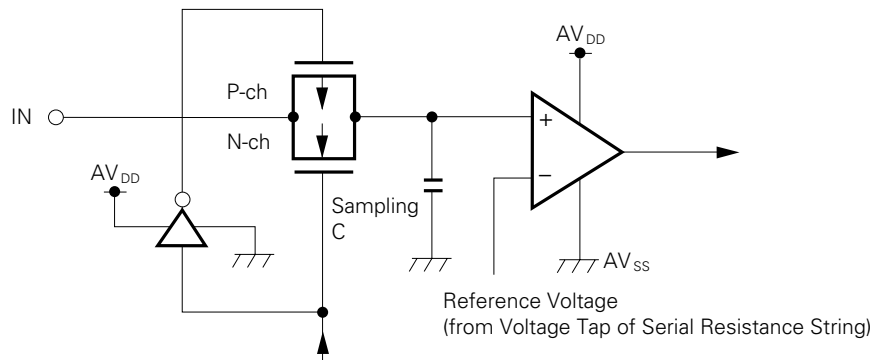 AVDD
P-ch
IN
N-ch
+
AVDD
−
Sampling
C
AVSS
Reference Voltage
(from Voltage Tap of Serial Resistance String)